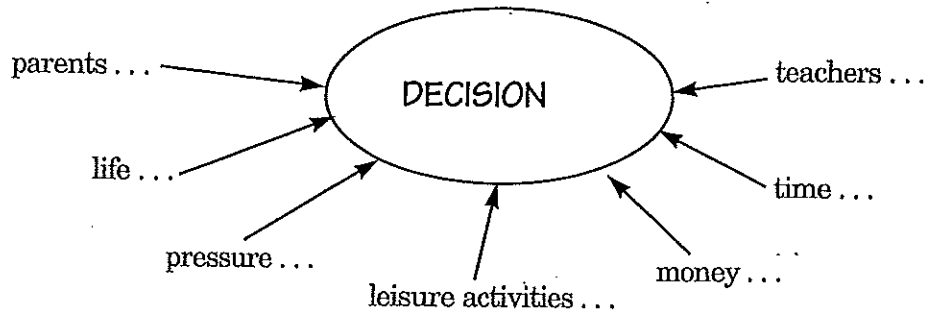 parents . . .
DECISION
teachers . . .
life . . .
time . . .
pressure . . .
money . . .
leisure activities . . .